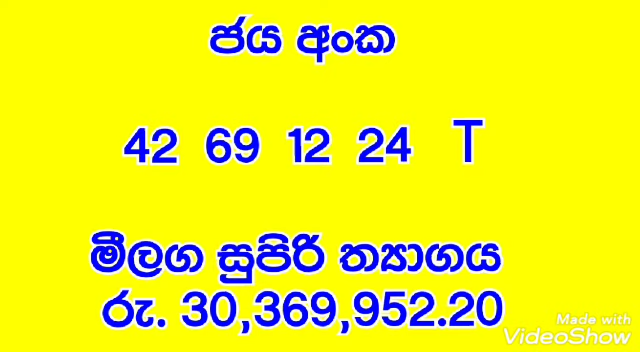 ජය අංක
42 69 12 24 T
මීලග සුපිරි ත්‍යාගය
රු. 30,369,952.20
Made with
VideoShow